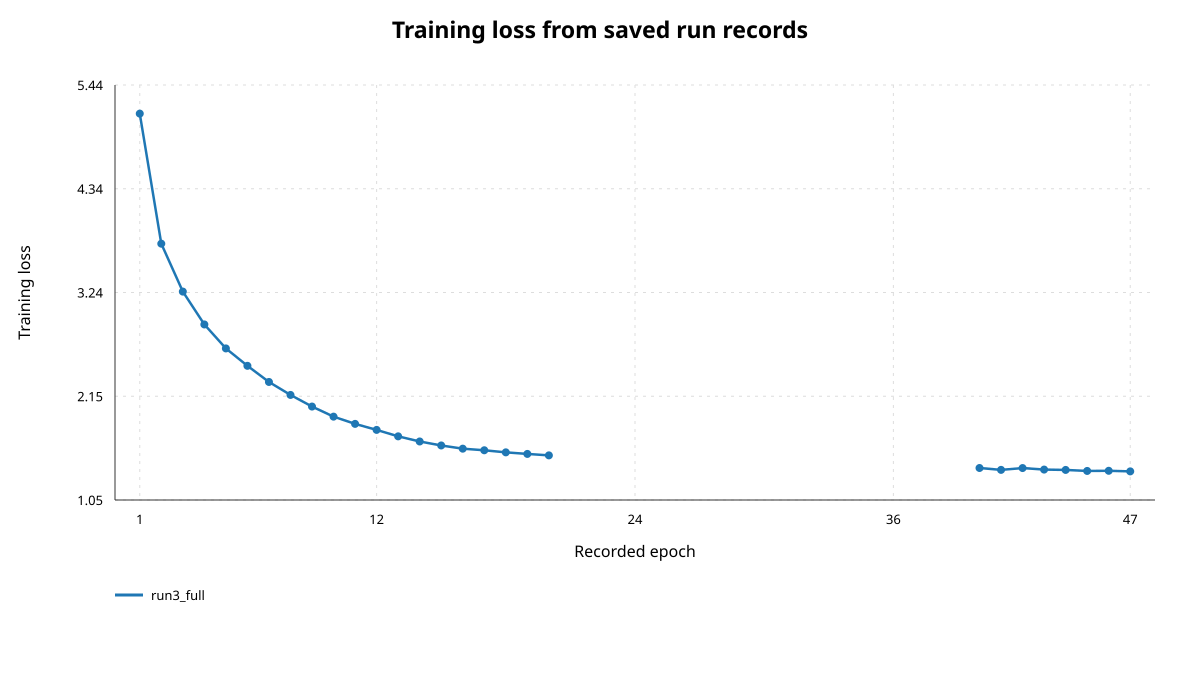 Training loss from saved run records
5.44
4.34
3.24
2.15
1.05
Training loss
1 12 24 36 47
Recorded epoch
run3_full